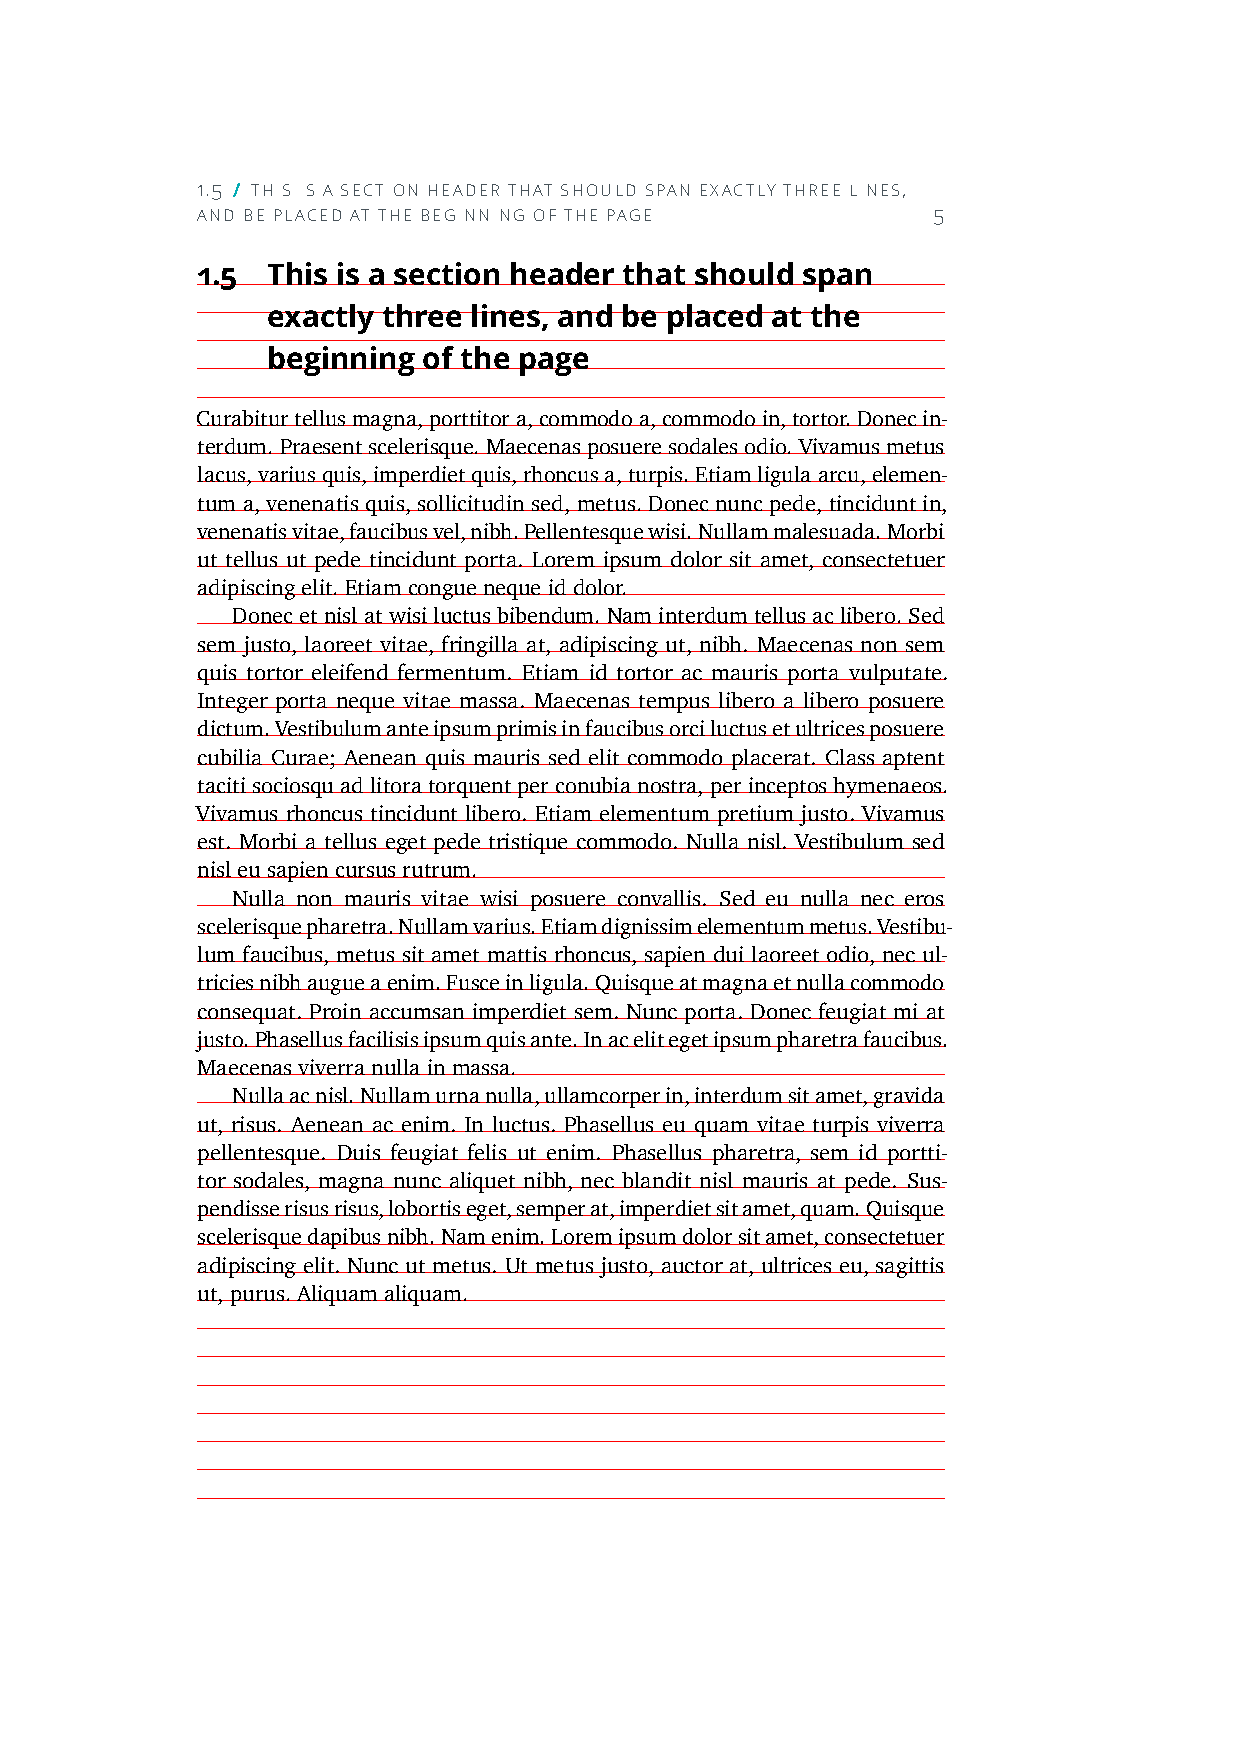 1.5 / TH S  S A SECT ON HEADER THAT SHOULD SPAN EXACTLY THREE L NES,
AND BE PLACED AT THE BEG NN NG OF THE PAGE 5
1.5 This is a section header that should span
exactly three lines, and be placed at the
beginning of the page
Curabitur tellus magna, porttitor a, commodo a, commodo in, tortor. Donec in-
terdum. Praesent scelerisque. Maecenas posuere sodales odio. Vivamus metus
lacus, varius quis, imperdiet quis, rhoncus a, turpis. Etiam ligula arcu, elemen-
tum a, venenatis quis, sollicitudin sed, metus. Donec nunc pede, tincidunt in,
venenatis vitae, faucibus vel, nibh. Pellentesque wisi. Nullam malesuada. Morbi
ut tellus ut pede tincidunt porta. Lorem ipsum dolor sit amet, consectetuer
adipiscing elit. Etiam congue neque id dolor.
Donec et nisl at wisi luctus bibendum. Nam interdum tellus ac libero. Sed
sem justo, laoreet vitae, fringilla at, adipiscing ut, nibh. Maecenas non sem
quis tortor eleifend fermentum. Etiam id tortor ac mauris porta vulputate.
Integer porta neque vitae massa. Maecenas tempus libero a libero posuere
dictum. Vestibulum ante ipsum primis in faucibus orci luctus et ultrices posuere
cubilia Curae; Aenean quis mauris sed elit commodo placerat. Class aptent
taciti sociosqu ad litora torquent per conubia nostra, per inceptos hymenaeos.
Vivamus rhoncus tincidunt libero. Etiam elementum pretium justo. Vivamus
est. Morbi a tellus eget pede tristique commodo. Nulla nisl. Vestibulum sed
nisl eu sapien cursus rutrum.
Nulla non mauris vitae wisi posuere convallis. Sed eu nulla nec eros
scelerisque pharetra. Nullam varius. Etiam dignissim elementum metus. Vestibu-
lum faucibus, metus sit amet mattis rhoncus, sapien dui laoreet odio, nec ul-
tricies nibh augue a enim. Fusce in ligula. Quisque at magna et nulla commodo
consequat. Proin accumsan imperdiet sem. Nunc porta. Donec feugiat mi at
justo. Phasellus facilisis ipsum quis ante. In ac elit eget ipsum pharetra faucibus.
Maecenas viverra nulla in massa.
Nulla ac nisl. Nullam urna nulla, ullamcorper in, interdum sit amet, gravida
ut, risus. Aenean ac enim. In luctus. Phasellus eu quam vitae turpis viverra
pellentesque. Duis feugiat felis ut enim. Phasellus pharetra, sem id portti-
tor sodales, magna nunc aliquet nibh, nec blandit nisl mauris at pede. Sus-
pendisse risus risus, lobortis eget, semper at, imperdiet sit amet, quam. Quisque
scelerisque dapibus nibh. Nam enim. Lorem ipsum dolor sit amet, consectetuer
adipiscing elit. Nunc ut metus. Ut metus justo, auctor at, ultrices eu, sagittis
ut, purus. Aliquam aliquam.